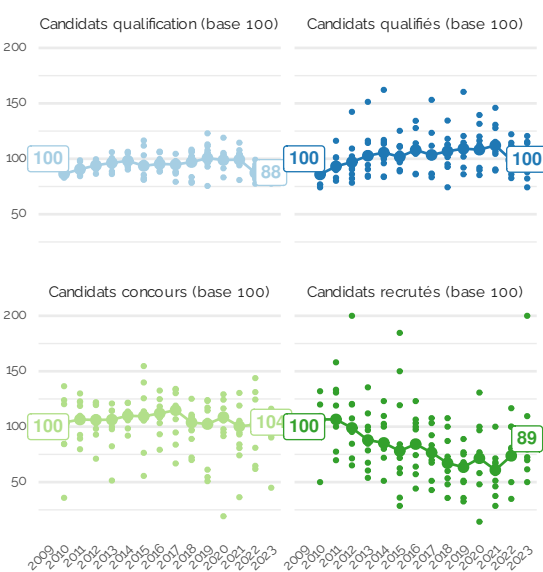 Candidats qualification (base 100) Candidats qualifiés (base 100)
200
150
100 100 88 100 100
50
Candidats concours (base 100) Candidats recrutés (base 100)
200
150
100 100 104 100 89
50
2009 2010 2011 2012 2013 2014 2015 2016 2017 2018 2019 2020 2021 2022 2023 2009 2010 2011 2012 2013 2014 2015 2016 2017 2018 2019 2020 2021 2022 2023